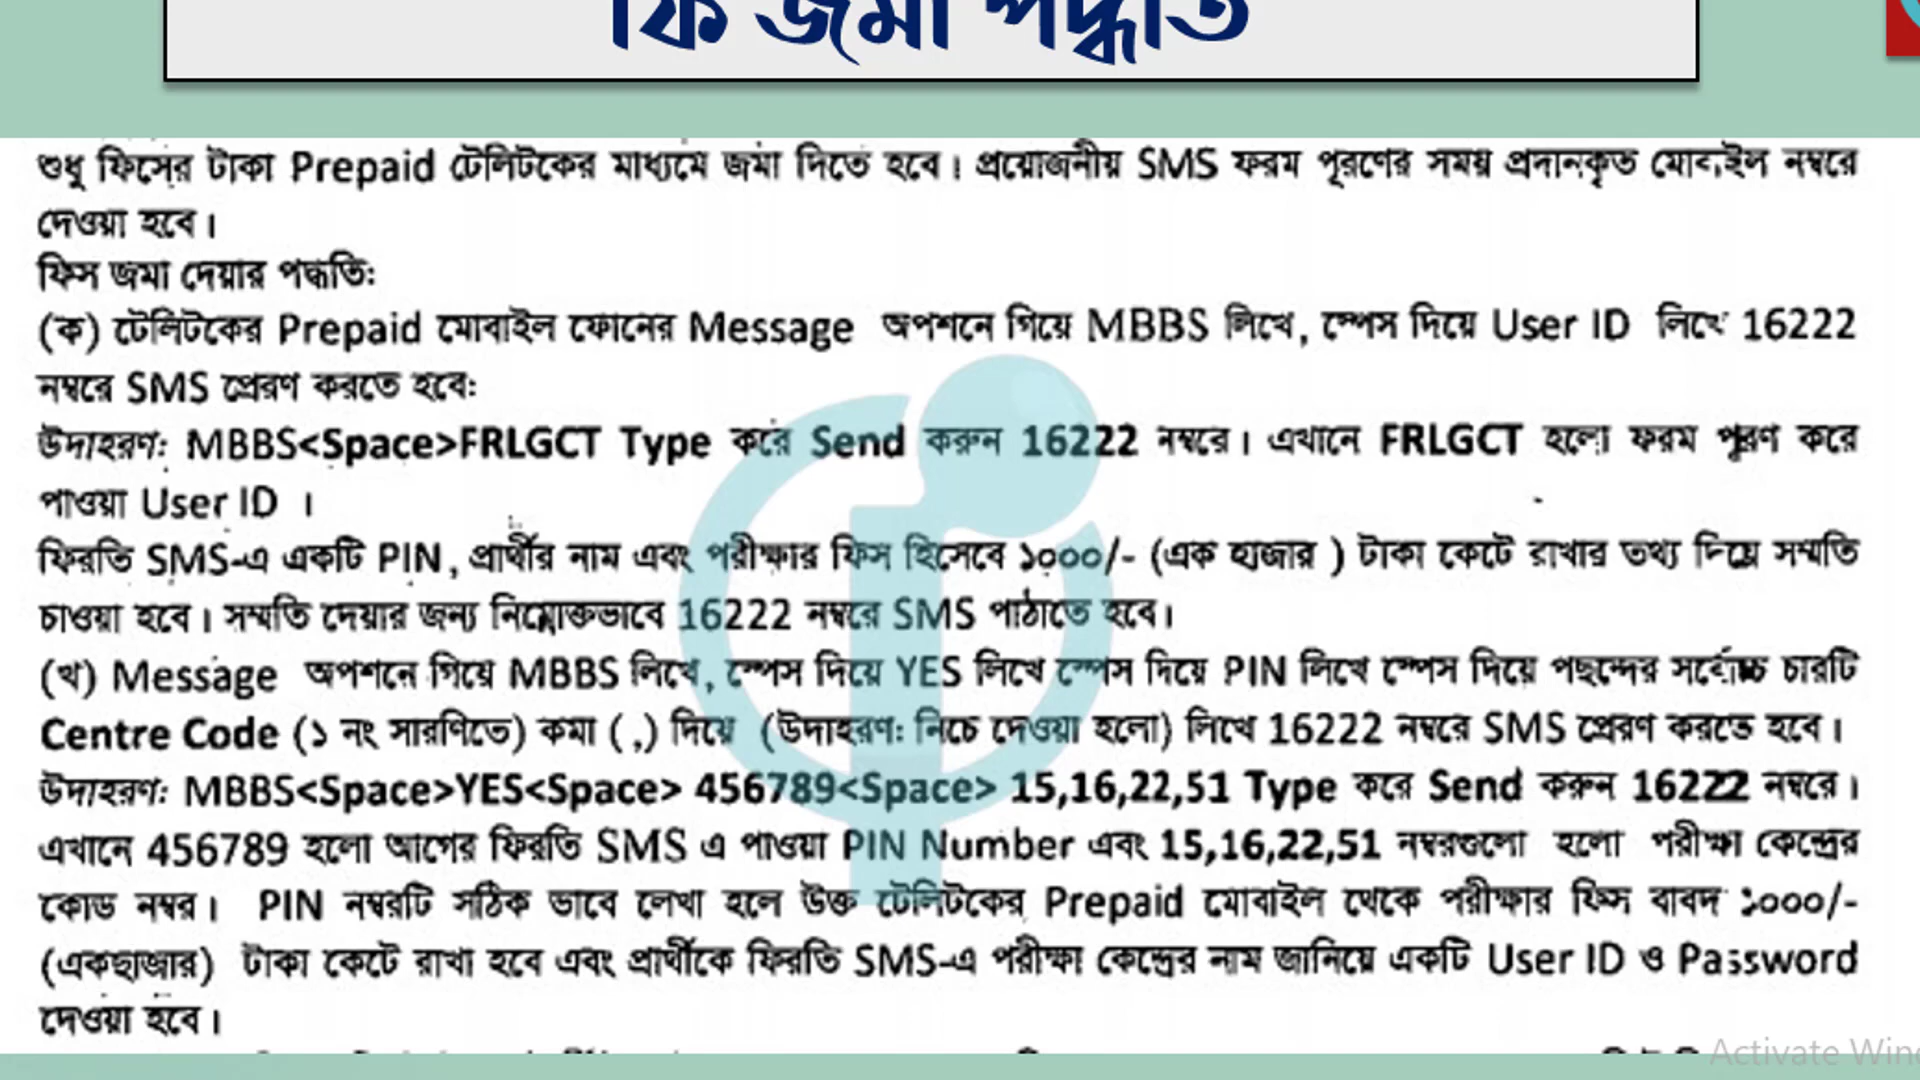 ফি জমা পদ্ধতি
শুধু ফিসের টাকা Prepaid টেলিটকের মাধ্যমে জমা দিতে হবে। প্রয়োজনীয় SMS ফরম পূরণের সময় প্রদানকৃত মোবাইল নম্বরে
দেওয়া হবে।
ফিস জমা দেয়ার পদ্ধতিঃ
(ক) টেলিটকের Prepaid মোবাইল ফোনের Message অপশনে গিয়ে MBBS লিখে, স্পেস দিয়ে User ID লিখে 16222
নম্বরে SMS প্রেরণ করতে হবেঃ
উদাহরণ: MBBS<Space>FRLGCT Type করে Send করুন 16222 নম্বরে। এখানে FRLGCT হলো ফরম পূরণ করে
পাওয়া User ID ।
ফিরতি SMS-এ একটি PIN, প্রার্থীর নাম এবং পরীক্ষার ফিস হিসেবে ১০০০/- (এক হাজার ) টাকা কেটে রাখার তথ্য দিয়ে সম্মতি
চাওয়া হবে। সম্মতি দেয়ার জন্য নিম্নোক্তভাবে 16222 নম্বরে SMS পাঠাতে হবে।
(খ) Message অপশনে গিয়ে MBBS লিখে, স্পেস দিয়ে YES লিখে স্পেস দিয়ে PIN লিখে স্পেস দিয়ে পছন্দের সর্বোচ্চ চারটি
Centre Code (১ নং সারণিতে) কমা (,) দিয়ে (উদাহরণঃ নিচে দেওয়া হলো) লিখে 16222 নম্বরে SMS প্রেরণ করতে হবে।
উদাহরণ: MBBS<Space>YES<Space> 456789<Space> 15,16,22,51 Type করে Send করুন 16222 নম্বরে।
এখানে 456789 হলো আগের ফিরতি SMS এ পাওয়া PIN Number এবং 15,16,22,51 নম্বরগুলো হলো পরীক্ষা কেন্দ্রের
কোড নম্বর। PIN নম্বরটি সঠিক ভাবে লেখা হলে উক্ত টেলিটকের Prepaid মোবাইল থেকে পরীক্ষার ফিস বাবদ ১০০০/-
(একহাজার) টাকা কেটে রাখা হবে এবং প্রার্থীকে ফিরতি SMS-এ পরীক্ষা কেন্দ্রের নাম জানিয়ে একটি User ID ও Password
দেওয়া হবে।
Activate Win